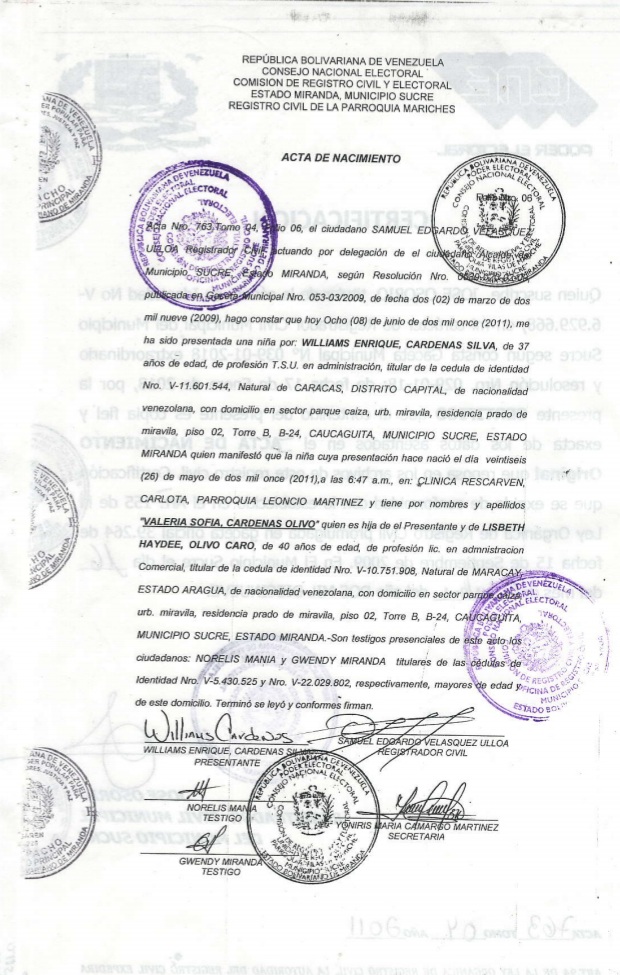 REPÚBLICA BOLIVARIANA DE VENEZUELA
CONSEJO NACIONAL ELECTORAL
COMISION DE REGISTRO CIVIL Y ELECTORAL
ESTADO MIRANDA, MUNICIPIO SUCRE
REGISTRO CIVIL DE LA PARROQUIA MARICHES
ACTA DE NACIMIENTO
Folio Nro. 06
Acta Nro. 763,Tomo 04, Folio 06, el ciudadano SAMUEL EDGARDO VELASQUEZ
ULLOA Registrador Civil actuando por delegación de el ciudadano Alcalde
Municipio SUCRE, Estado MIRANDA, según Resolución Nro.
publicada en Gaceta Municipal Nro. 053-03/2009, de fecha dos (02) de marzo de dos
mil nueve (2009), hago constar que hoy Ocho (08) de junio de dos mil once (2011), me
ha sido presentada una niña por: WILLIAMS ENRIQUE, CARDENAS SILVA, de 37
años de edad, de profesión T.S.U. en administración, titular de la cedula de identidad
Nro. V-11.601.544, Natural de CARACAS, DISTRITO CAPITAL, de nacionalidad
venezolana, con domicilio en sector parque caiza, urb. miravila, residencia prado de
miravila, piso 02, Torre B, B-24, CAUCAGUITA, MUNICIPIO SUCRE, ESTADO
MIRANDA quien manifestó que la niña cuya presentación hace nació el día veintiseis
(26) de mayo de dos mil once (2011),a las 6:47 a.m., en: CLINICA RESCARVEN,
CARLOTA, PARROQUIA LEONCIO MARTINEZ y tiene por nombres y apellidos
"VALERIA SOFIA, CARDENAS OLIVO" quien es hija de el Presentante y de LISBETH
HAYDEE, OLIVO CARO, de 40 años de edad, de profesión lic. en admnistracion
Comercial, titular de la cedula de identidad Nro. V-10.751.908, Natural de MARACAY,
ESTADO ARAGUA, de nacionalidad venezolana, con domicilio en sector parque caiza
urb. miravila, residencia prado de miravila, piso 02, Torre B, B-24, CAUCAGUITA,
MUNICIPIO SUCRE, ESTADO MIRANDA.-Son testigos presenciales de este acto los
ciudadanos: NORELIS MANIA y GWENDY MIRANDA titulares de las cédulas de
Identidad Nro. V-5.430.525 y Nro. V-22.029.802, respectivamente, mayores de edad y
de este domicilio. Terminó se leyó y conformes firman.
Williams Cardenas
WILLIAMS ENRIQUE, CARDENAS SILVA
PRESENTANTE
SAMUEL EDGARDO VELASQUEZ ULLOA
REGISTRADOR CIVIL
NORELIS MANIA
TESTIGO
YONIRIS MARIA CAMARGO MARTINEZ
SECRETARIA
GWENDY MIRANDA
TESTIGO
REPÚBLICA BOLIVARIANA DE VENEZUELA
PODER ELECTORAL
CONSEJO NACIONAL ELECTORAL